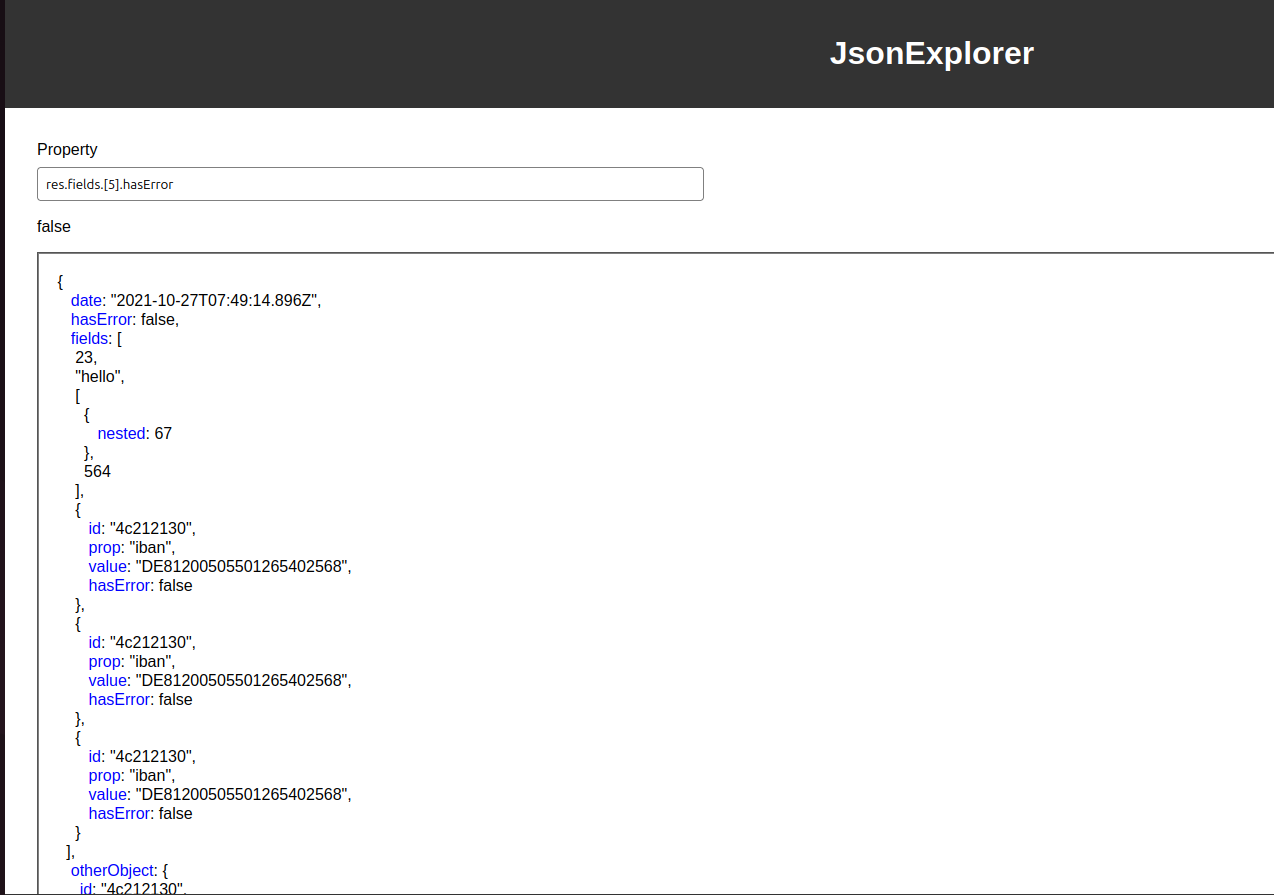 JsonExplorer
Property
res.fields.[5].hasError
false
{
date: "2021-10-27T07:49:14.896Z",
hasError: false,
fields: [
23,
"hello",
[
{
nested: 67
},
564
],
{
id: "4c212130",
prop: "iban",
value: "DE81200505501265402568",
hasError: false
},
{
id: "4c212130",
prop: "iban",
value: "DE81200505501265402568",
hasError: false
},
{
id: "4c212130",
prop: "iban",
value: "DE81200505501265402568",
hasError: false
}
],
otherObject: {
id: "4c212130",